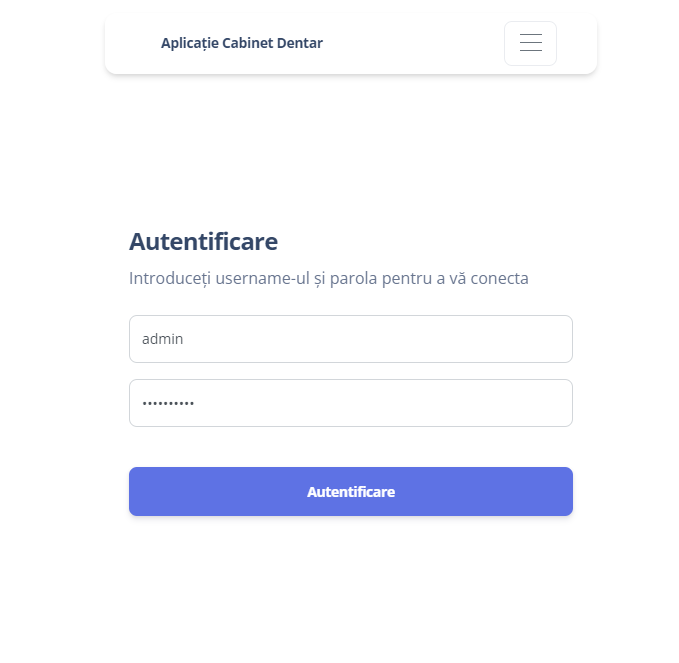 Aplicație Cabinet Dentar
Autentificare
Introduceți username-ul și parola pentru a vă conecta
admin
••••••••••
Autentificare